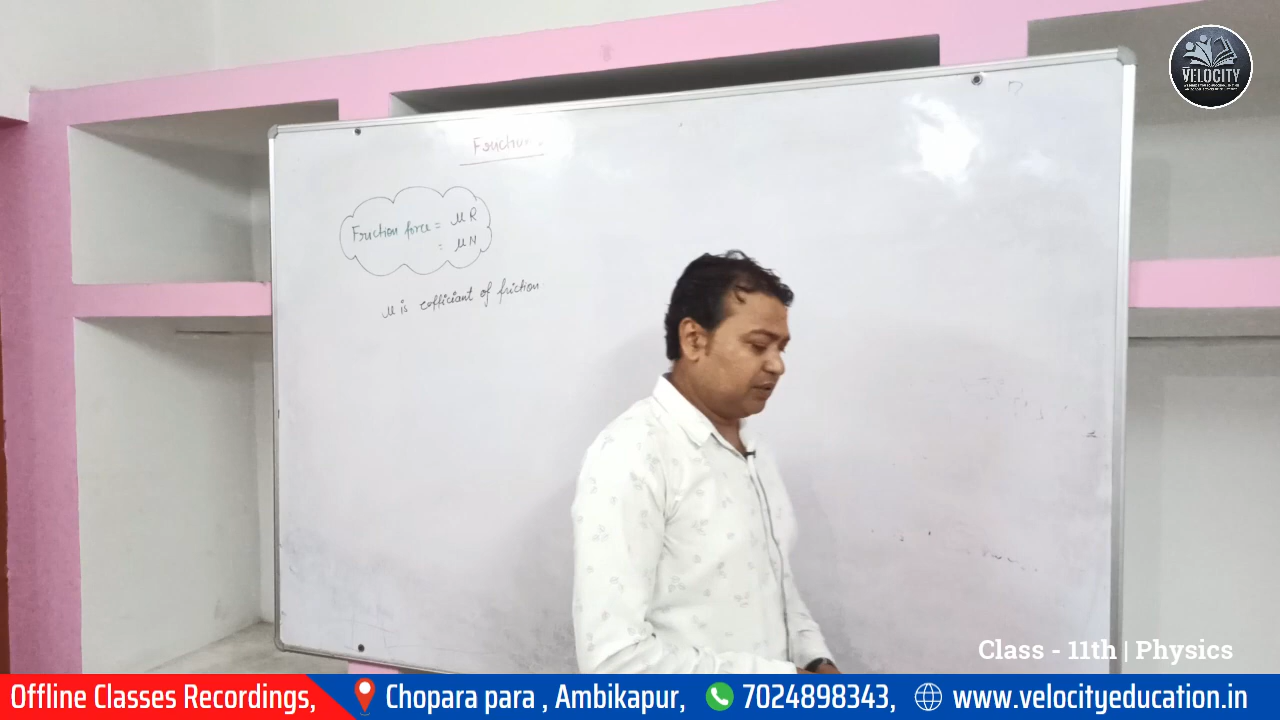 VELOCITY
Friction.
Friction force = μR
= μN
μ is cofficiant of friction
Class - 11th | Physics
Offline Classes Recordings,
Chopara para , Ambikapur,
7024898343,
www.velocityeducation.in